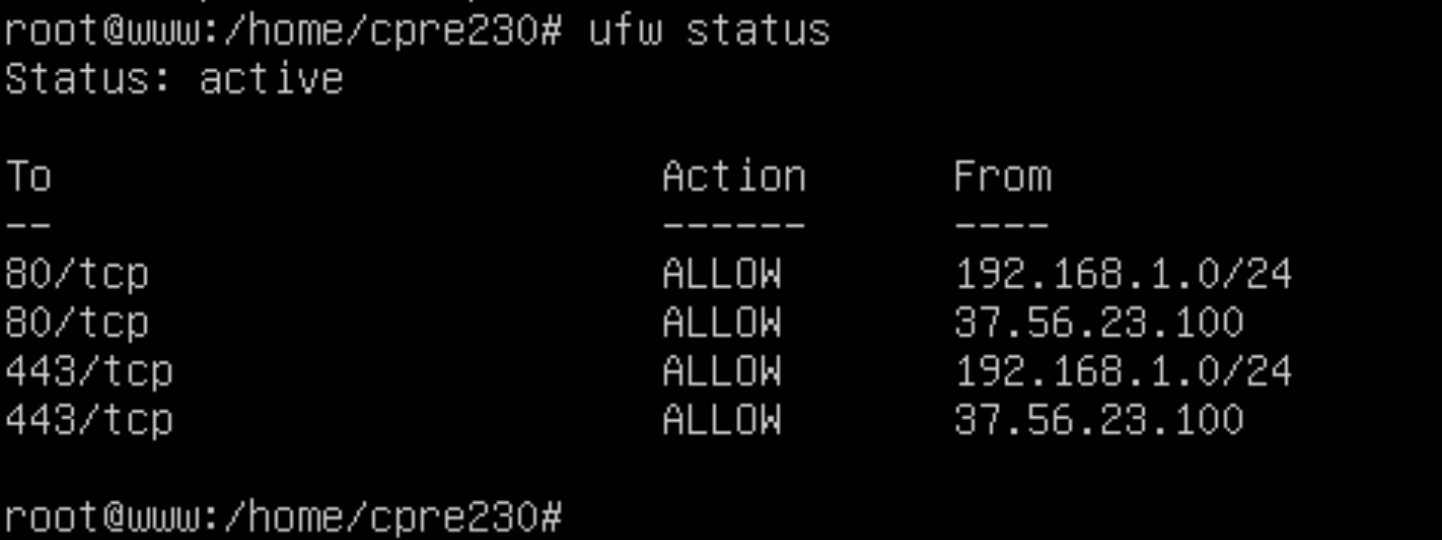 root@www:/home/cpre230# ufw status
Status: active
To Action From
-- ------ ----
80/tcp ALLOW 192.168.1.0/24
80/tcp ALLOW 37.56.23.100
443/tcp ALLOW 192.168.1.0/24
443/tcp ALLOW 37.56.23.100
root@www:/home/cpre230#